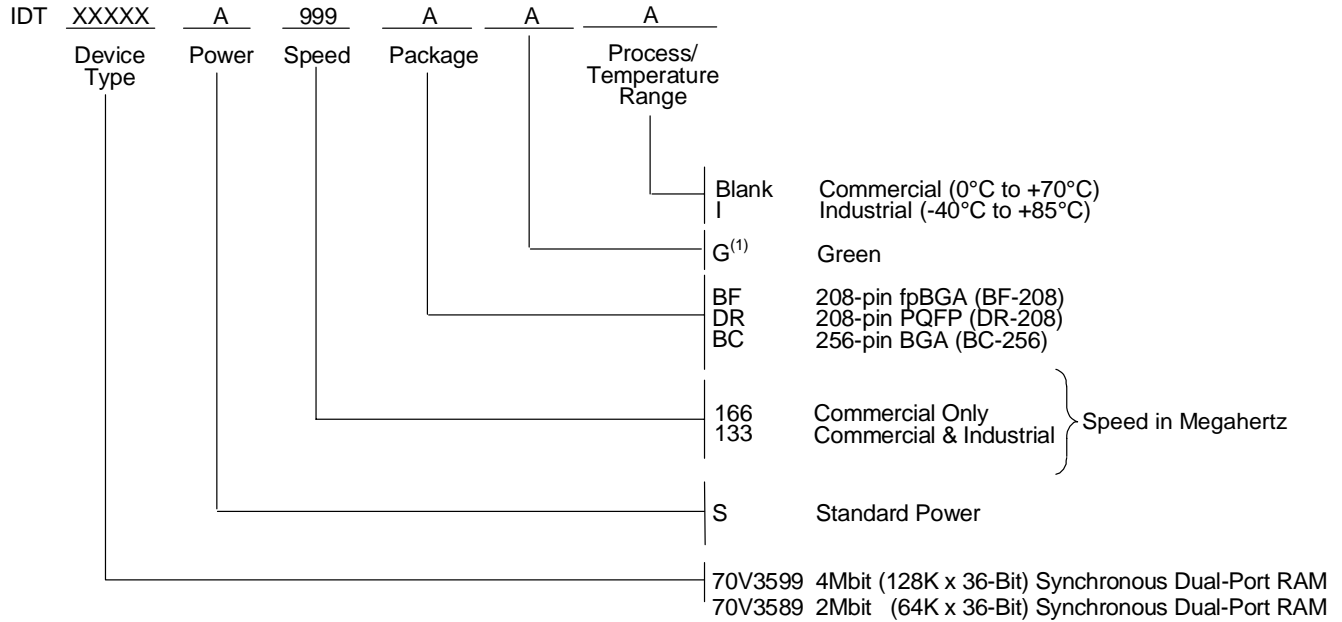 IDT XXXXX A 999 A A A
Device Type
Power
Speed
Package
Process/
Temperature
Range
Blank Commercial (0°C to +70°C)
I Industrial (-40°C to +85°C)
G(1) Green
BF 208-pin fpBGA (BF-208)
DR 208-pin PQFP (DR-208)
BC 256-pin BGA (BC-256)
166 Commercial Only
133 Commercial & Industrial
Speed in Megahertz
S Standard Power
70V3599 4Mbit (128K x 36-Bit) Synchronous Dual-Port RAM
70V3589 2Mbit (64K x 36-Bit) Synchronous Dual-Port RAM